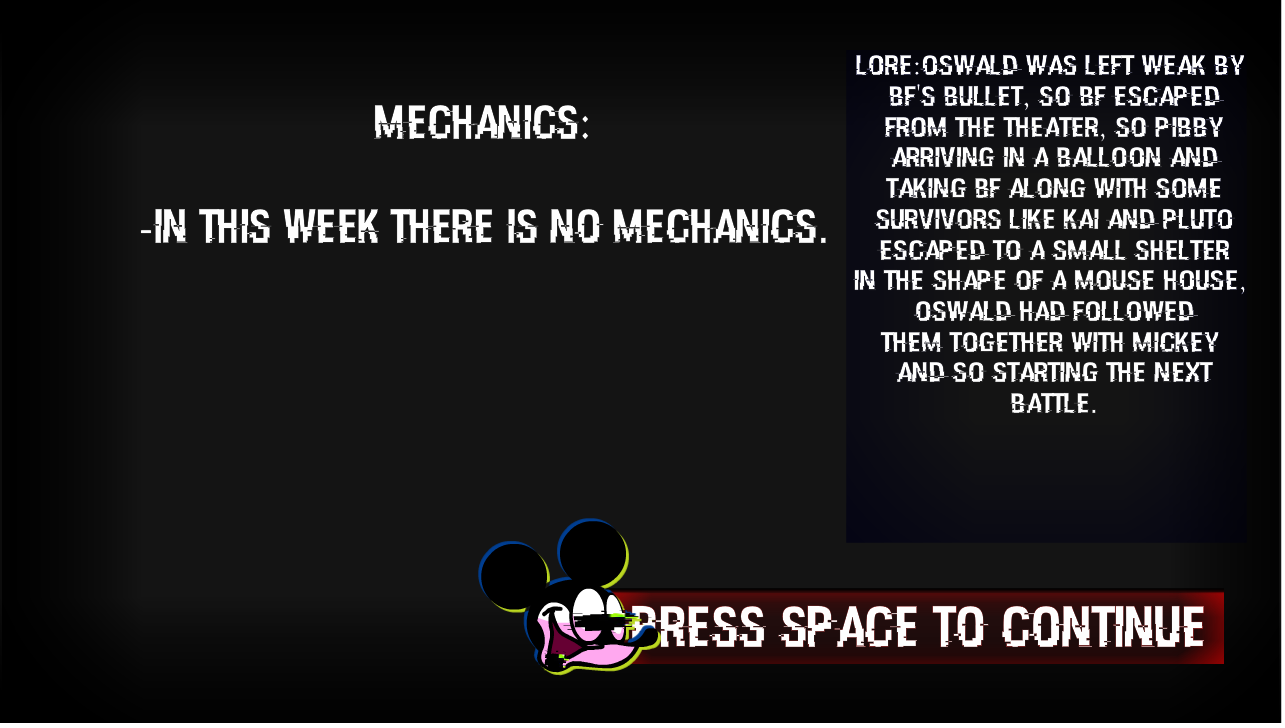 MECHANICS:
-IN THIS WEEK THERE IS NO MECHANICS.
LORE:OSWALD WAS LEFT WEAK BY
BF'S BULLET, SO BF ESCAPED
FROM THE THEATER, SO PIBBY
ARRIVING IN A BALLOON AND
TAKING BF ALONG WITH SOME
SURVIVORS LIKE KAI AND PLUTO
ESCAPED TO A SMALL SHELTER
IN THE SHAPE OF A MOUSE HOUSE,
OSWALD HAD FOLLOWED
THEM TOGETHER WITH MICKEY
AND SO STARTING THE NEXT
BATTLE.
PRESS SPACE TO CONTINUE